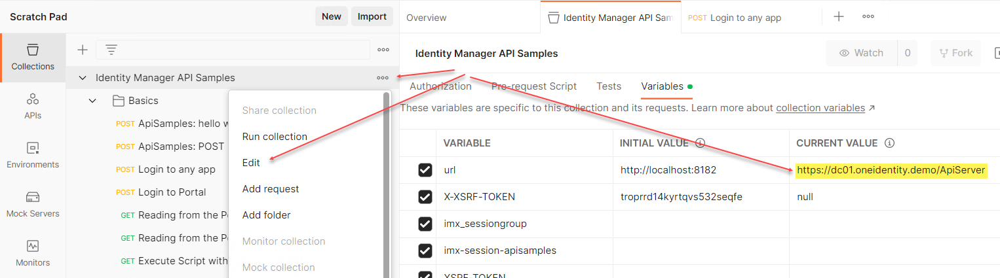 Scratch Pad
New
Import
Overview
Identity Manager API Sam
POST Login to any app
Collections
APIs
Environments
Mock Servers
Monitors
Identity Manager API Samples
Basics
POST ApiSamples: hello w
POST ApiSamples: POST
POST Login to any app
POST Login to Portal
GET Reading from the Po
GET Reading from the Po
GET Execute Script with
Share collection
Run collection
Edit
Add request
Add folder
Monitor collection
Mock collection
Identity Manager API Samples
Watch 0
Fork
Authorization Pre-request Script Tests Variables
These variables are specific to this collection and its requests. Learn more about collection variables ↗
VARIABLE INITIAL VALUE CURRENT VALUE
url http://localhost:8182 https://dc01.oneidentity.demo/ApiServer
X-XSRF-TOKEN troprrd14kyrtqvs532seqfe null
imx_sessiongroup
imx-session-apisamples
XSRF-TOKEN